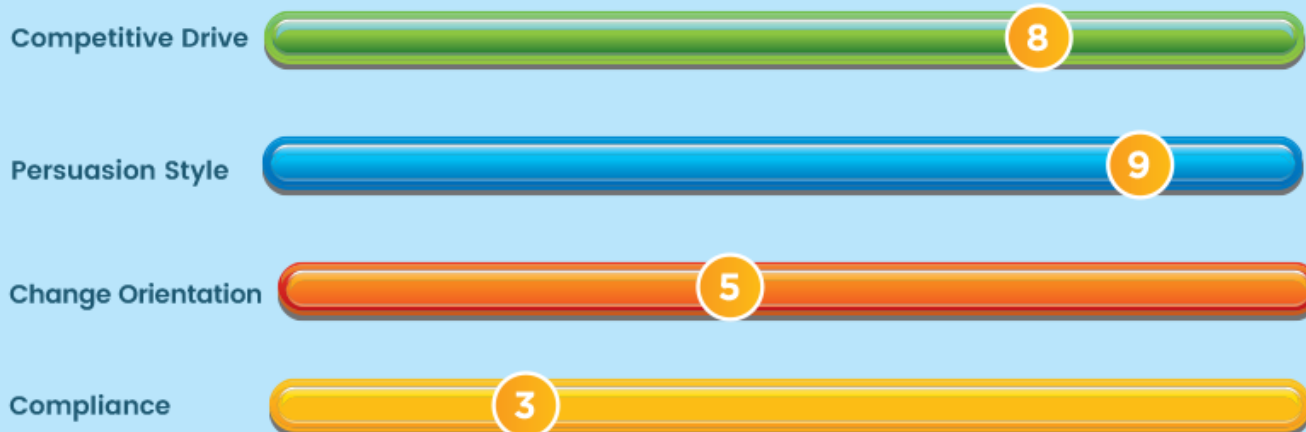 Competitive Drive 8
Persuasion Style 9
Change Orientation 5
Compliance 3